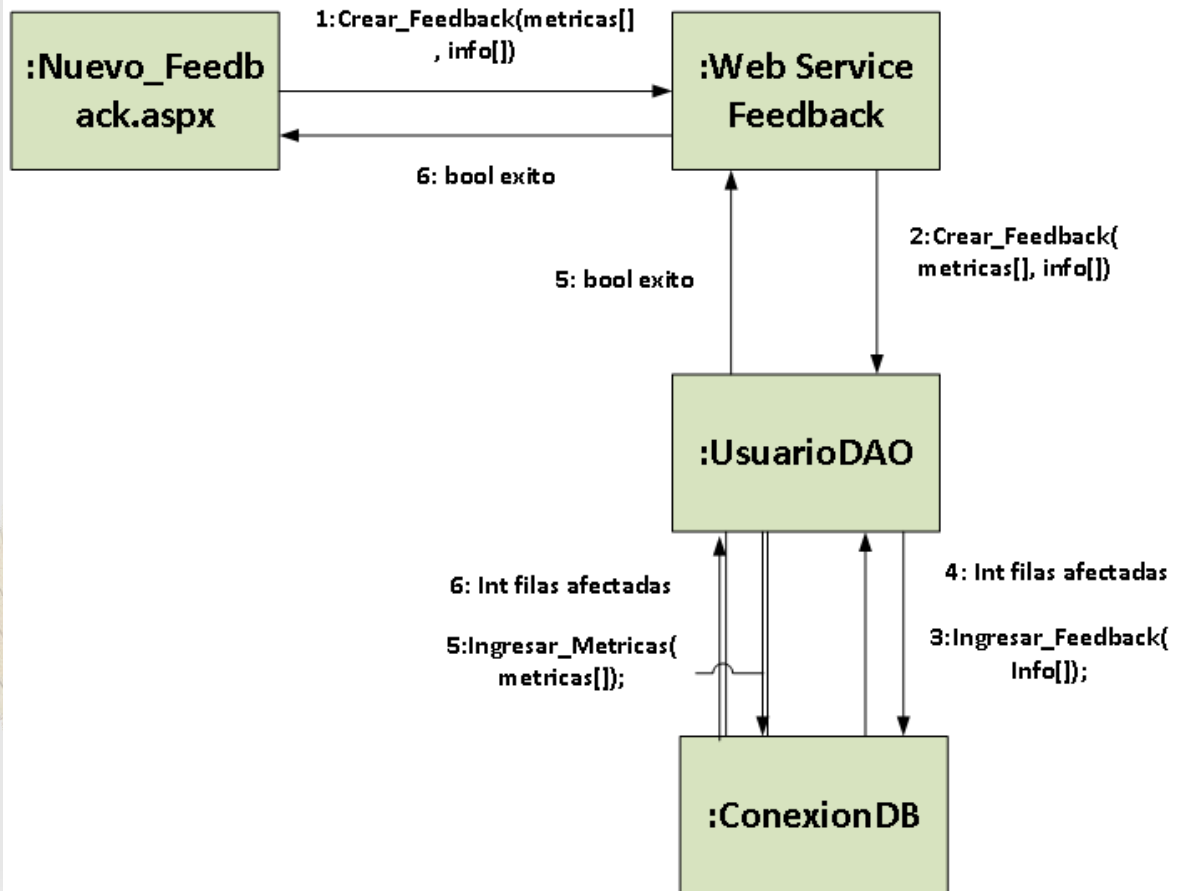 1:Crear_Feedback(metricas[]
, info[])
:Nuevo_Feedb
ack.aspx
:Web Service
Feedback
6: bool exito
2:Crear_Feedback(
metricas[], info[])
5: bool exito
:UsuarioDAO
6: Int filas afectadas
4: Int filas afectadas
5:Ingresar_Metricas(
metricas[]);
3:Ingresar_Feedback(
Info[]);
:ConexionDB